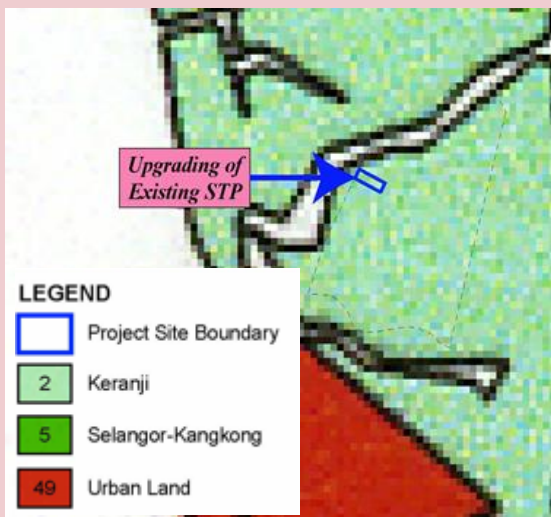 Upgrading of
Existing STP
LEGEND
Project Site Boundary
2 Keranji
5 Selangor-Kangkong
49 Urban Land